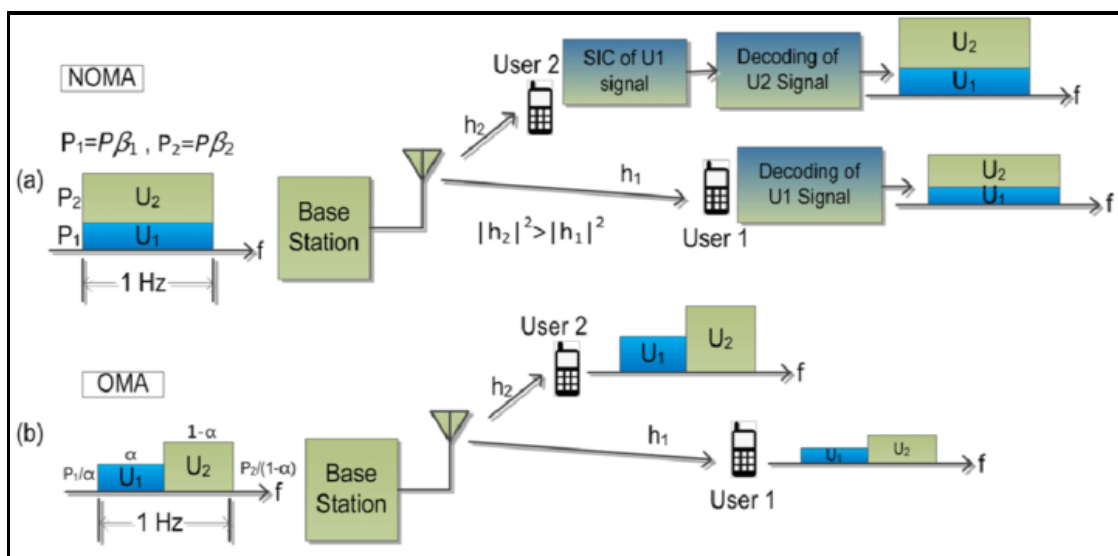 NOMA
P₁=Pβ₁ , P₂=Pβ₂
(a)
P₂
U₂
P₁
U₁
f
1 Hz
Base
Station
h₂
User 2
SIC of U1
signal
Decoding of
U2 Signal
U₂
U₁
f
h₁
|h₂|²>|h₁|²
User 1
Decoding of
U1 Signal
U₂
U₁
f
OMA
(b)
P₁/α
α
U₁
1-α
U₂
P₂/(1-α)
f
1 Hz
Base
Station
h₂
User 2
U₁
U₂
f
h₁
User 1
U₁
U₂
f